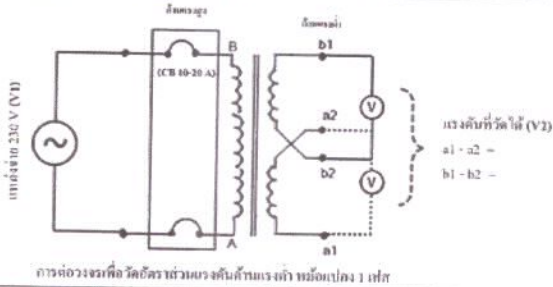 ด้านแรงสูง
ด้านแรงต่ำ
B
(CB 10-20 A)
แหล่งจ่าย 230 V (V1)
A
b1
V
a2
b2
V
a1
แรงดันที่วัดได้ (V2)
a1 - a2 =
b1 - b2 =
การต่อวงจรเพื่อวัดอัตราส่วนแรงดันด้านแรงต่ำ หม้อแปลง 1 เฟส